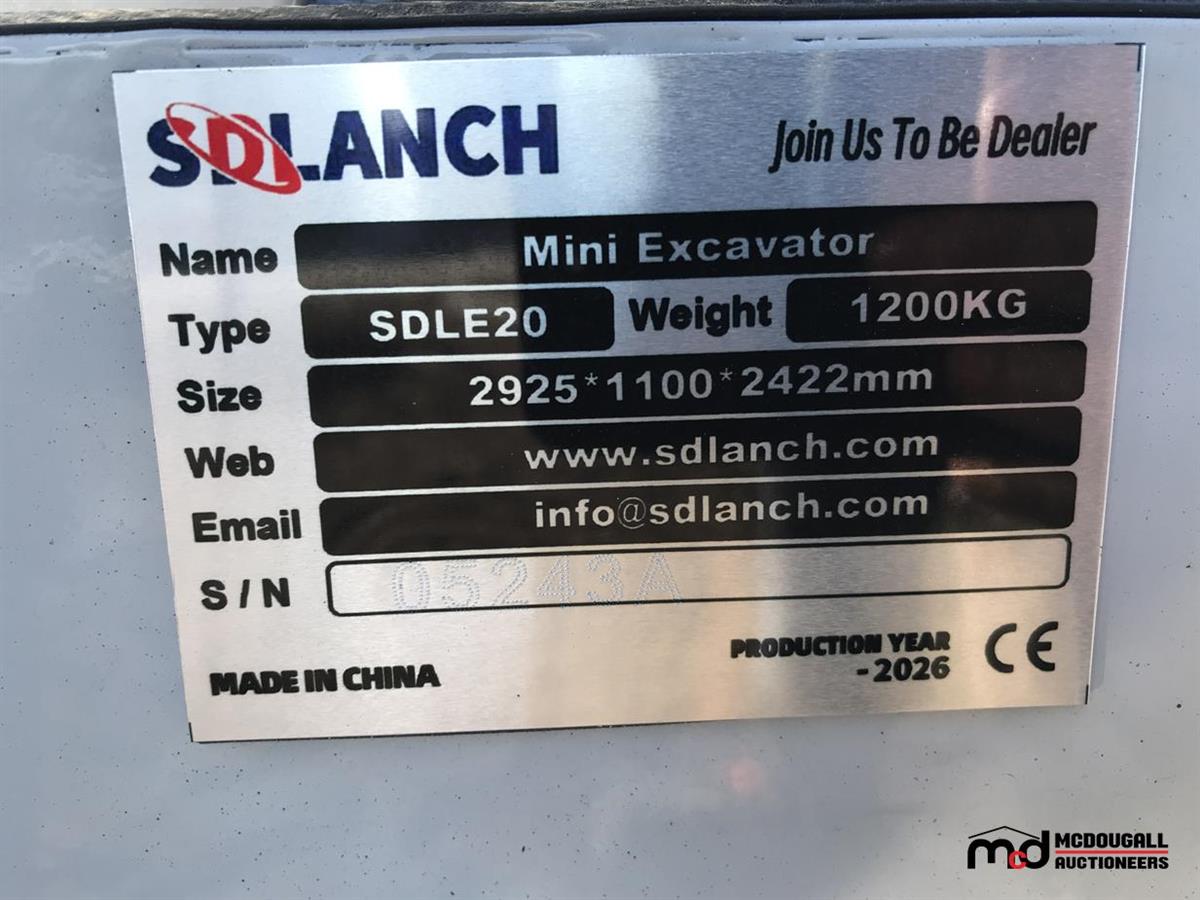 SDLANCH
Join Us To Be Dealer
Name Mini Excavator
Type SDLE20 Weight 1200KG
Size 2925*1100*2422mm
Web www.sdlanch.com
Email info@sdlanch.com
S/N 05243A
MADE IN CHINA
PRODUCTION YEAR
-2026
CE
mcd
MCDOUGALL
AUCTIONEERS